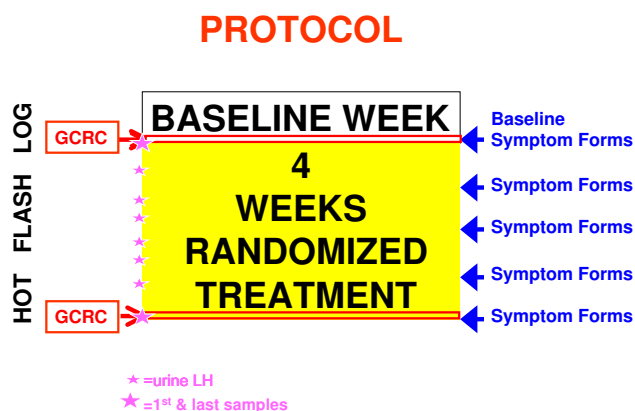 PROTOCOL
HOT FLASH LOG
GCRC
BASELINE WEEK
Baseline
Symptom Forms
4
WEEKS
RANDOMIZED
TREATMENT
Symptom Forms
Symptom Forms
Symptom Forms
GCRC
Symptom Forms
=urine LH
=1st & last samples